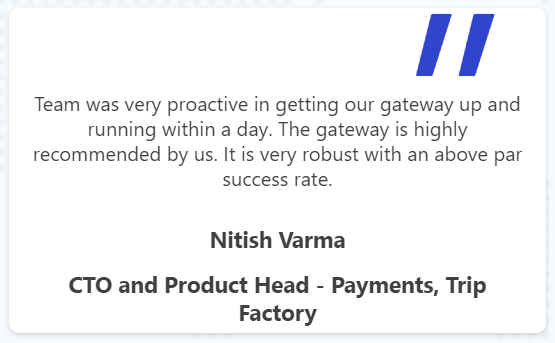 Team was very proactive in getting our gateway up and
running within a day. The gateway is highly
recommended by us. It is very robust with an above par
success rate.
Nitish Varma
CTO and Product Head - Payments, Trip
Factory